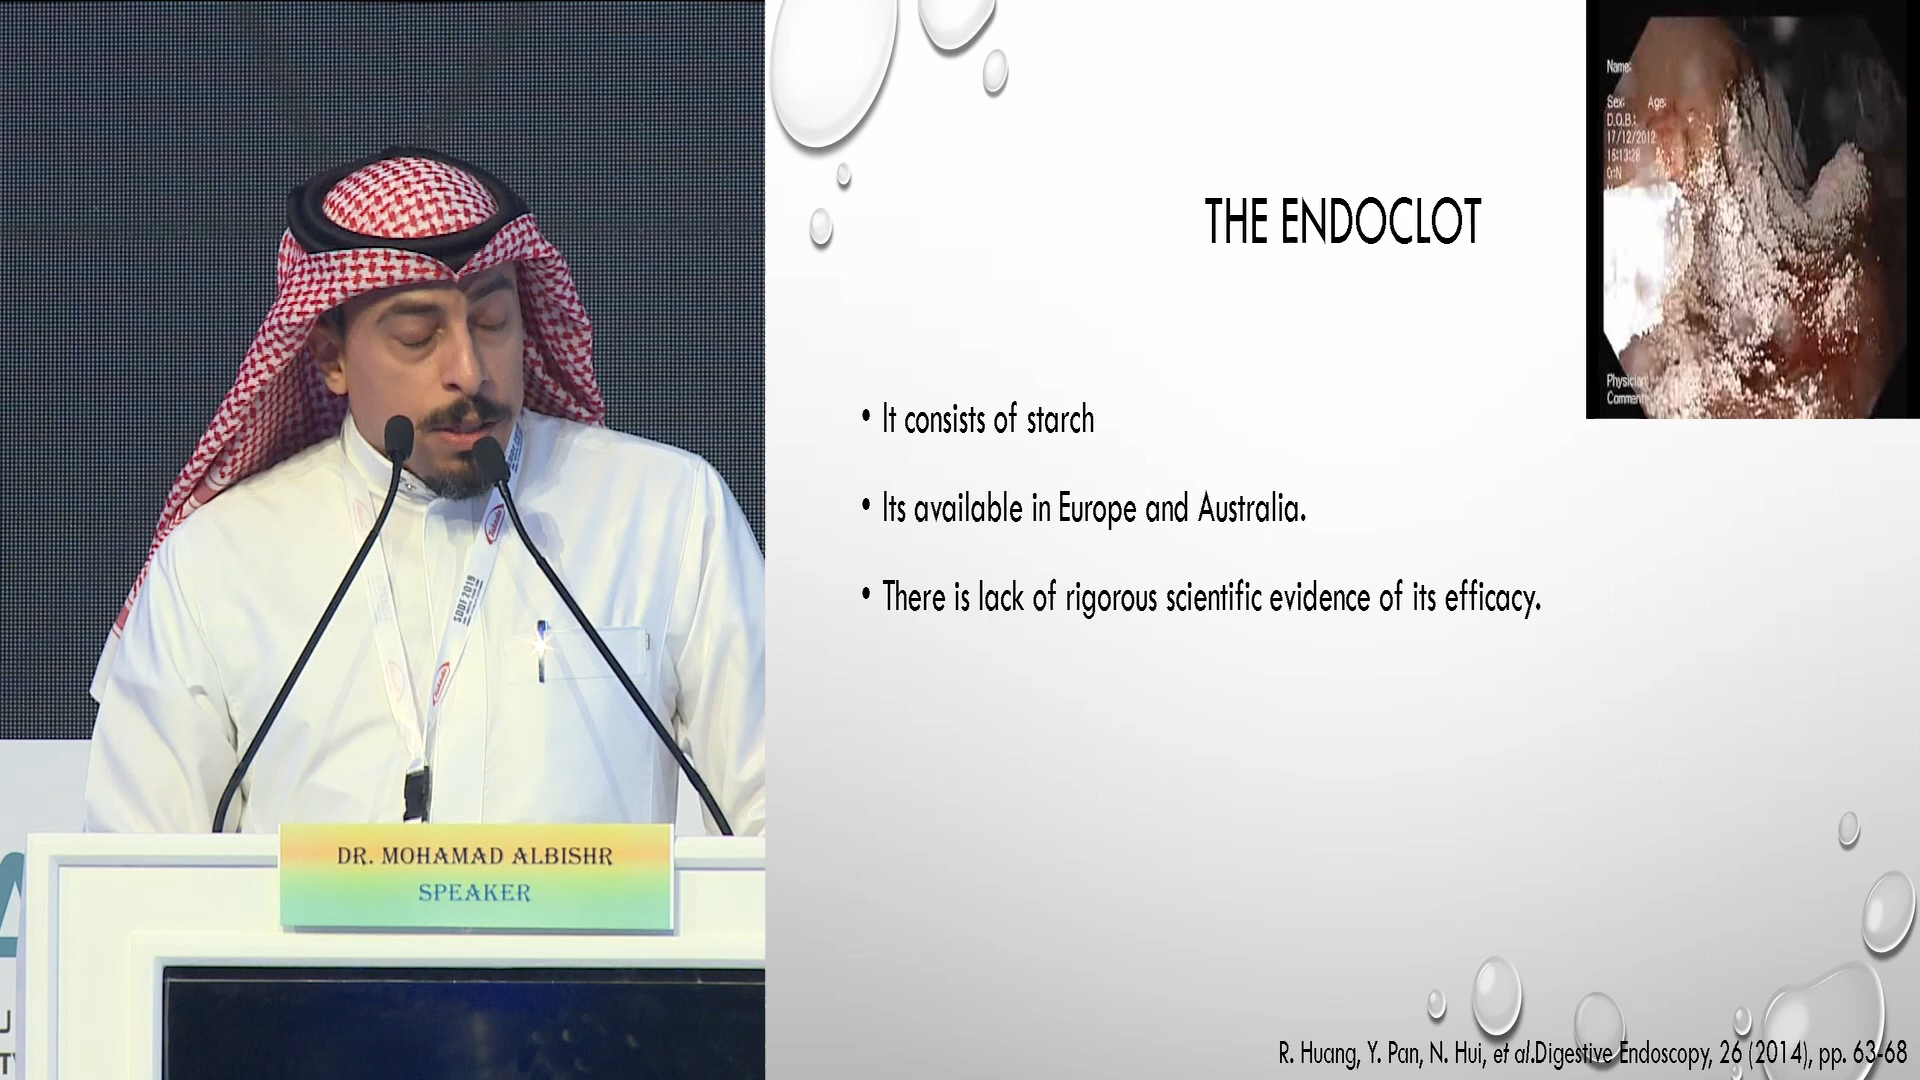 THE ENDOCLOT
• It consists of starch
• Its available in Europe and Australia.
• There is lack of rigorous scientific evidence of its efficacy.
R. Huang, Y. Pan, N. Hui, et al.Digestive Endoscopy, 26 (2014), pp. 63-68
Name:
Sex: Age:
D.O.B.:
17/12/2012
Physician
Comment
SDDF 2019
DR. MOHAMAD ALBISHR
SPEAKER